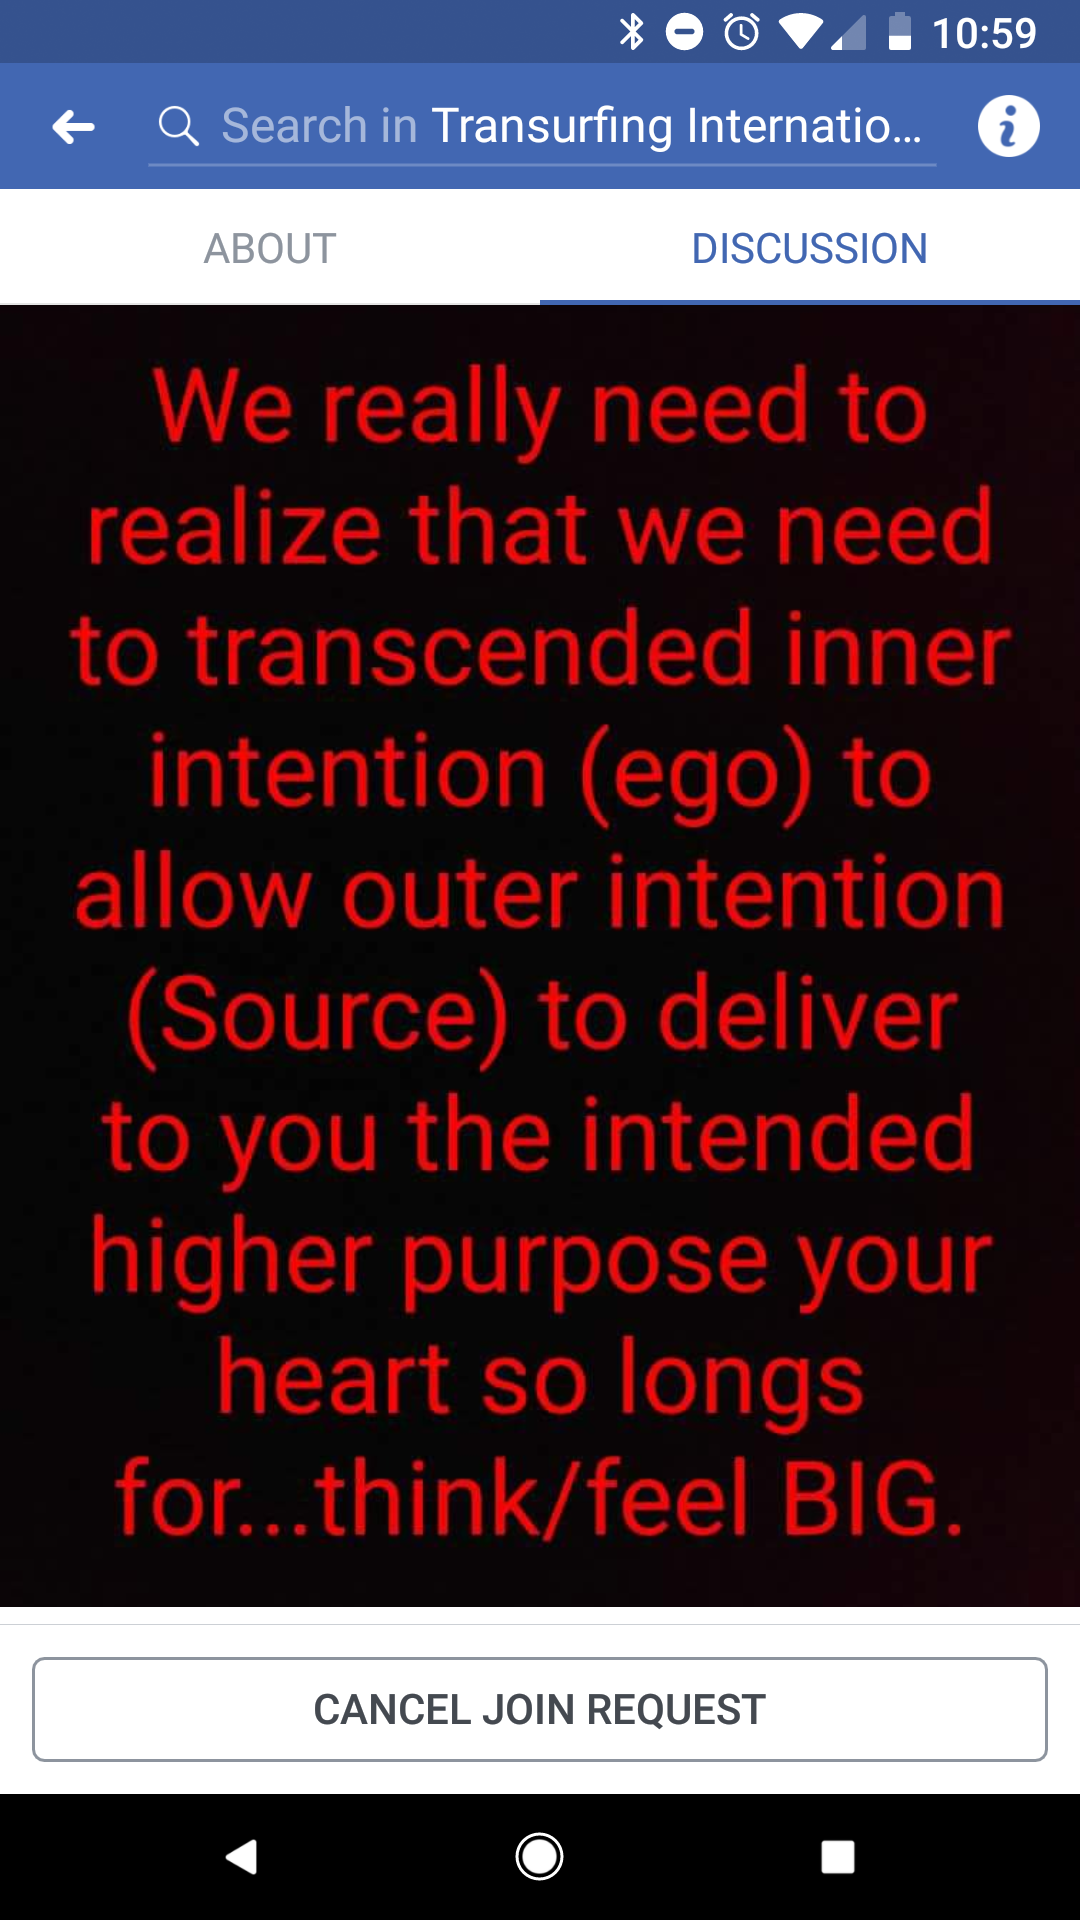 10:59
Search in Transurfing Internatio...
ABOUT
DISCUSSION
We really need to
realize that we need
to transcended inner
intention (ego) to
allow outer intention
(Source) to deliver
to you the intended
higher purpose your
heart so longs
for...think/feel BIG.
CANCEL JOIN REQUEST